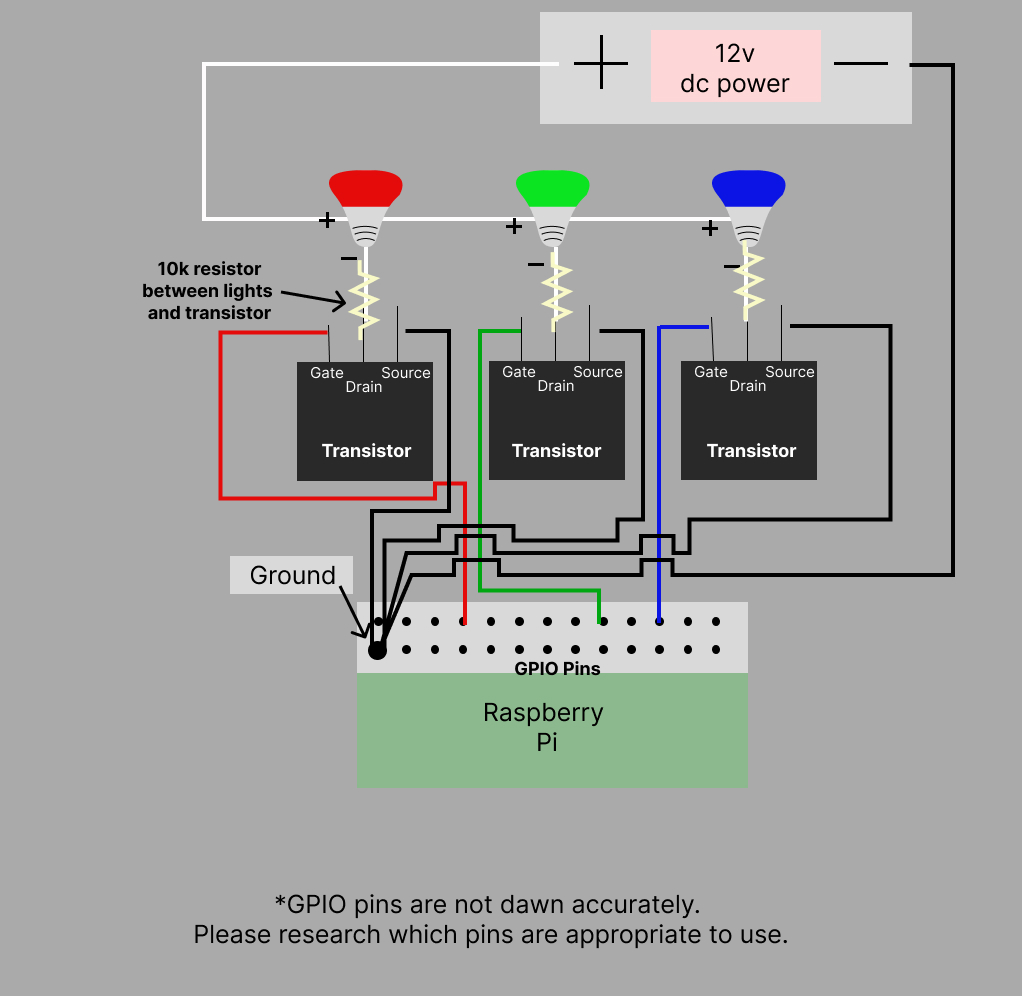 12v
dc power
+
+
+
10k resistor
between lights
and transistor
Gate
Source
Drain
Transistor
Gate
Source
Drain
Transistor
Gate
Source
Drain
Transistor
Ground
GPIO Pins
Raspberry
Pi
*GPIO pins are not dawn accurately.
Please research which pins are appropriate to use.